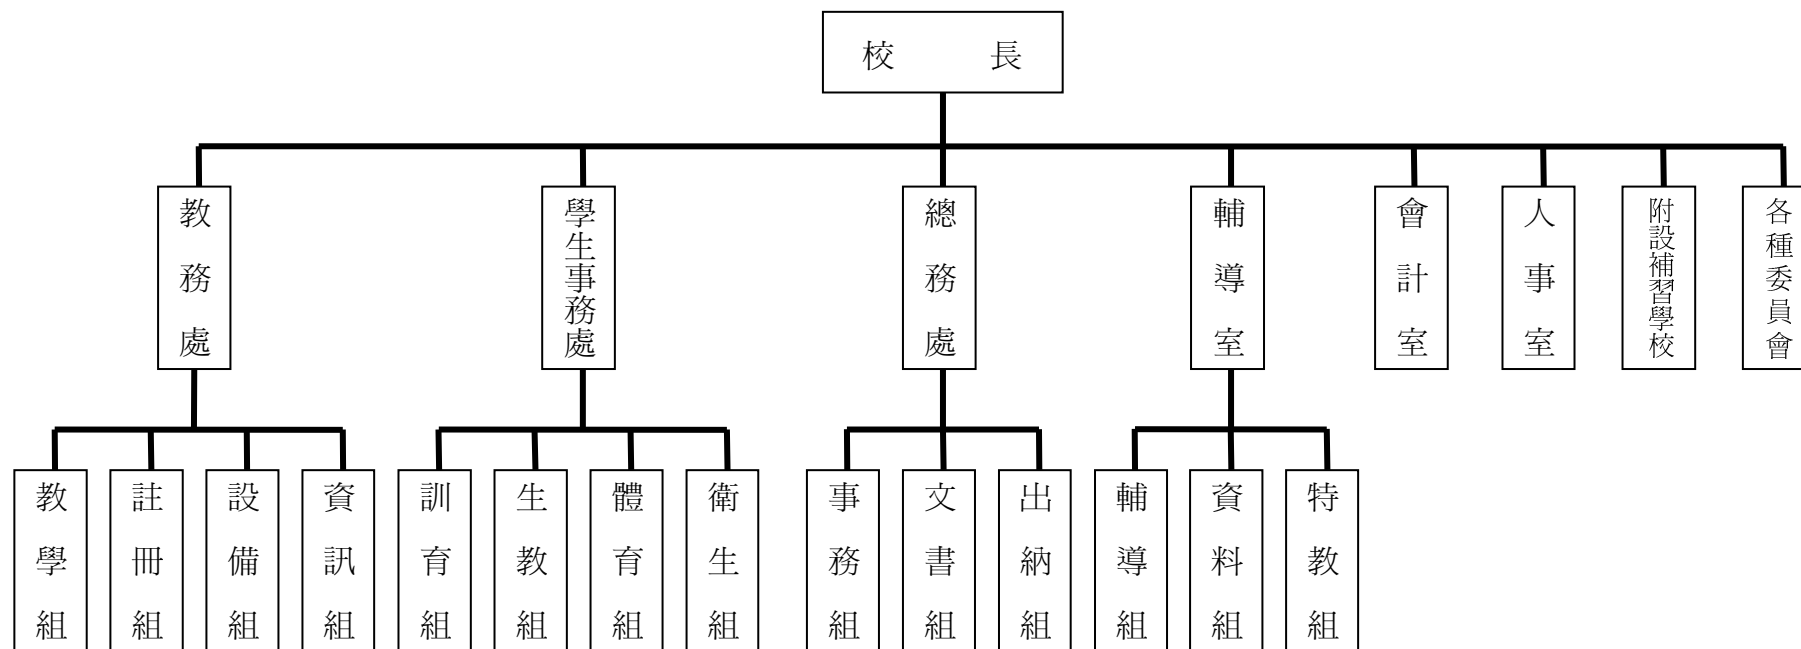 校長
教務處
學生事務處
總務處
輔導室
會計室
人事室
附設補習學校
各種委員會
教學組
註冊組
設備組
資訊組
訓育組
生教組
體育組
衛生組
事務組
文書組
出納組
輔導組
資料組
特教組